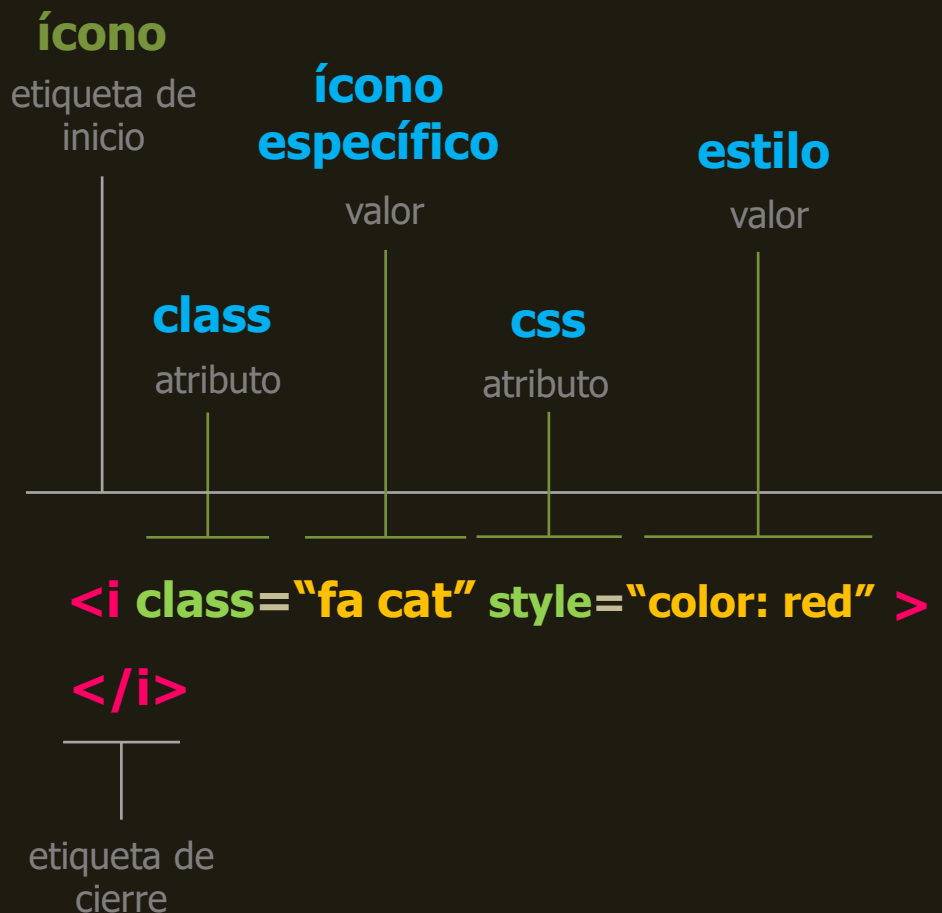 ícono
etiqueta de
inicio
ícono
específico
valor
estilo
valor
class
atributo
css
atributo
<i class=“fa cat” style=“color: red” >
</i>
etiqueta de
cierre